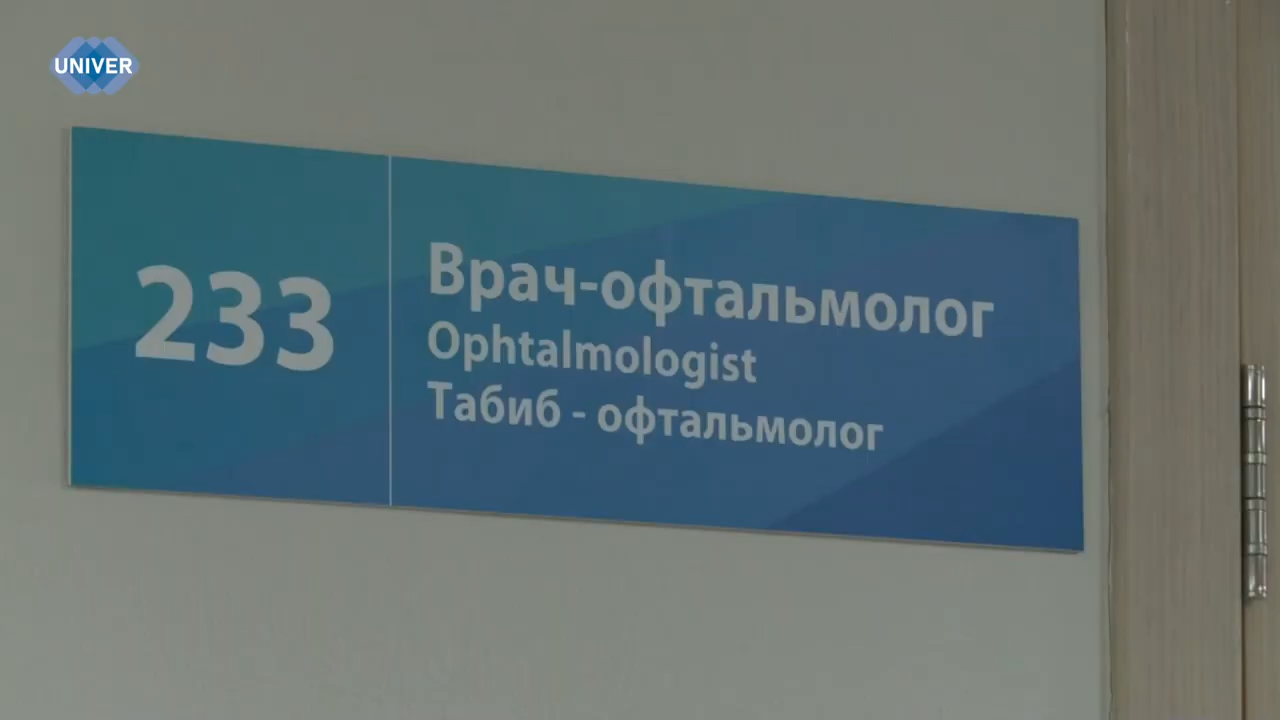 UNIVER
233
Врач-офтальмолог
Ophtalmologist
Табиб - офтальмолог